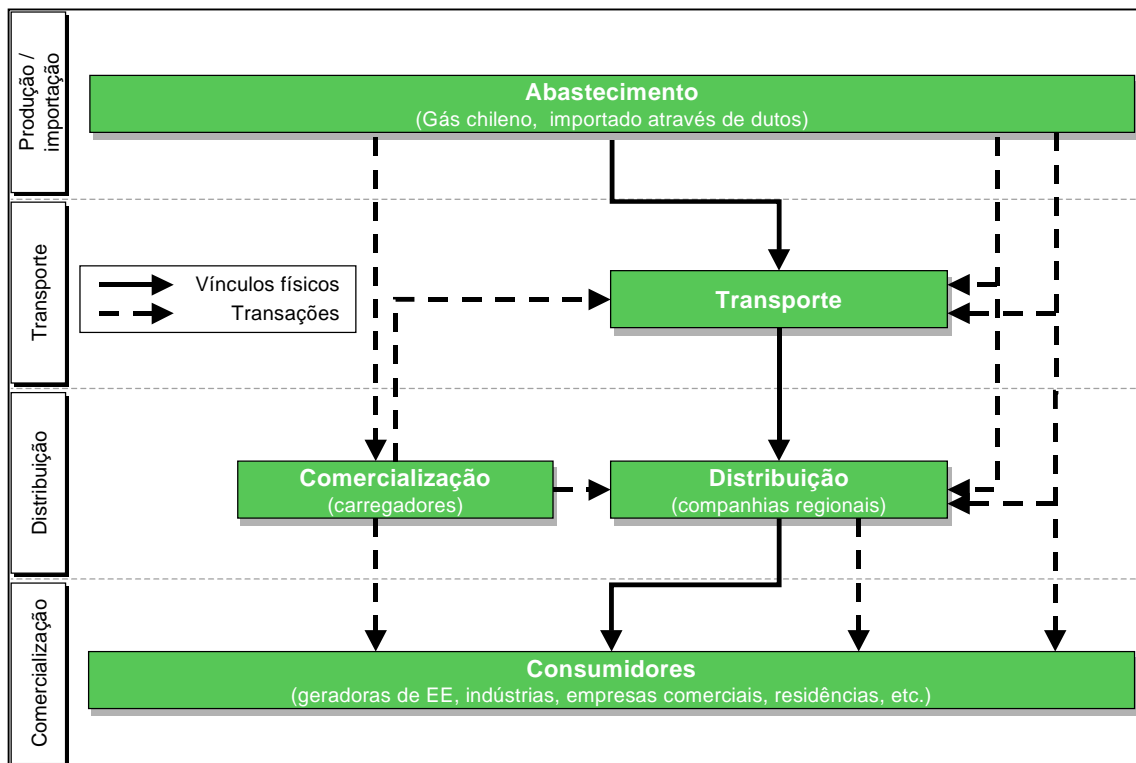 Produção /
importação
Abastecimento
(Gás chileno, importado através de dutos)
Transporte
Vínculos físicos
Transações
Transporte
Distribuição
Comercialização
(carregadores)
Distribuição
(companhias regionais)
Comercialização
Consumidores
(geradoras de EE, indústrias, empresas comerciais, residências, etc.)